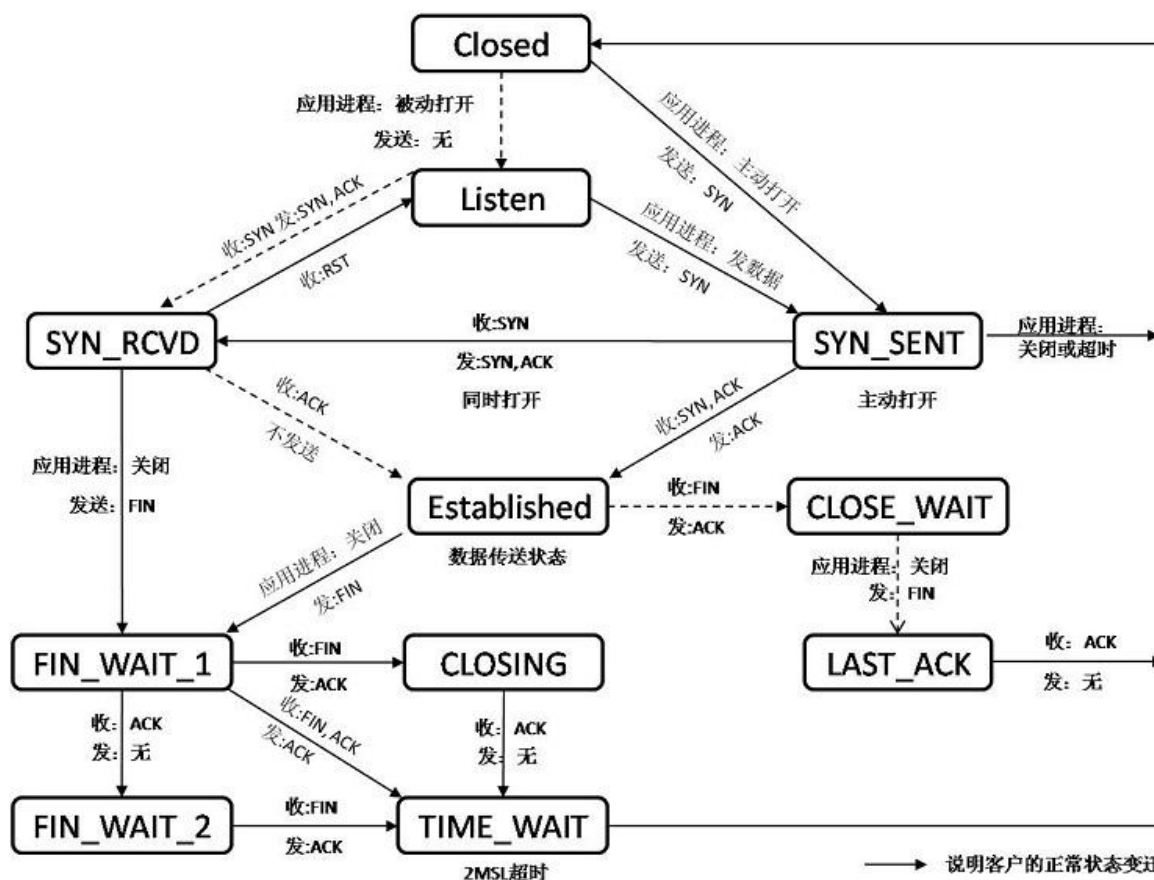 Closed
应用进程：被动打开
发送：无
应用进程：主动打开
发送：SYN
Listen
收:SYN 发:SYN,ACK
收:RST
应用进程：发数据
发送：SYN
SYN_RCVD
收:SYN
发:SYN,ACK
同时打开
SYN_SENT
主动打开
应用进程：
关闭或超时
收:ACK
不发送
收:SYN,ACK
发:ACK
应用进程：关闭
发送：FIN
Established
数据传送状态
收:FIN
发:ACK
CLOSE_WAIT
应用进程：关闭
发:FIN
应用进程：关闭
发：FIN
FIN_WAIT_1
收:FIN
发:ACK
CLOSING
LAST_ACK
收：ACK
发：无
收：ACK
发：无
收:FIN,ACK
发:ACK
收：ACK
发：无
FIN_WAIT_2
收:FIN
发:ACK
TIME_WAIT
2MSL超时
说明客户的正常状态变迁